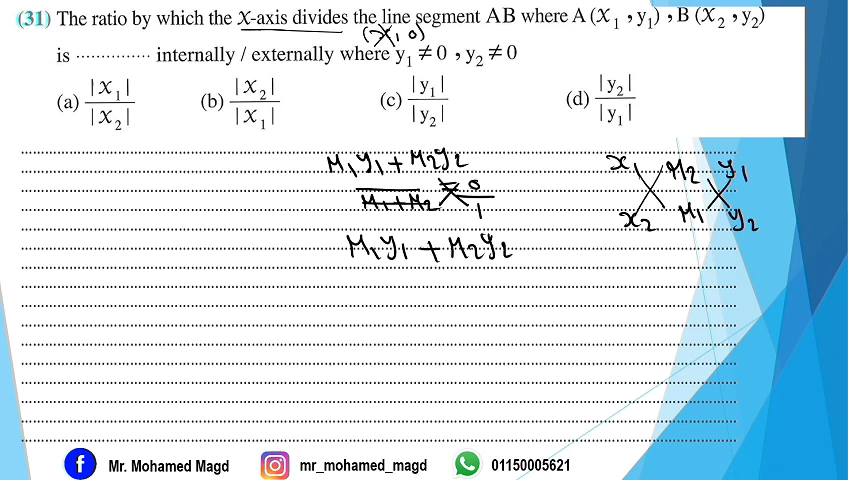 (31) The ratio by which the X-axis divides the line segment AB where A (X₁ , y₁) , B (X₂ , y₂)
(X, 0)
is ............... internally / externally where y₁ ≠ 0 , y₂ ≠ 0
(a) |X₁| / |X₂| (b) |X₂| / |X₁| (c) |y₁| / |y₂| (d) |y₂| / |y₁|
M₁y₁ + M₂y₂ x₁ M₂ y₁
M₁ + M₂ = 0 / 1 x₂ M₁ y₂
M₁y₁ + M₂y₂
f Mr. Mohamed Magd mr_mohamed_magd 01150005621